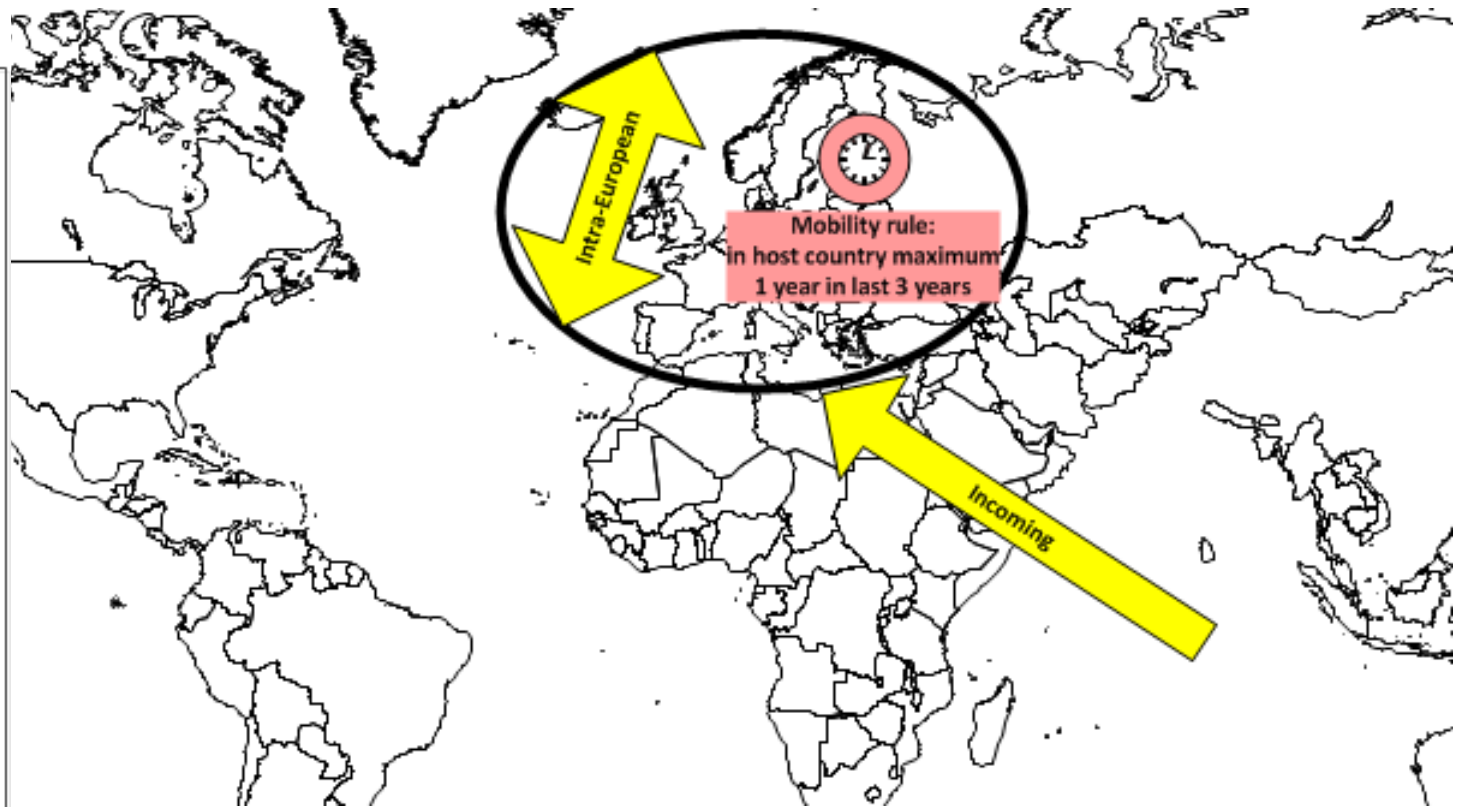 Intra-European
Mobility rule:
in host country maximum
1 year in last 3 years
Incoming